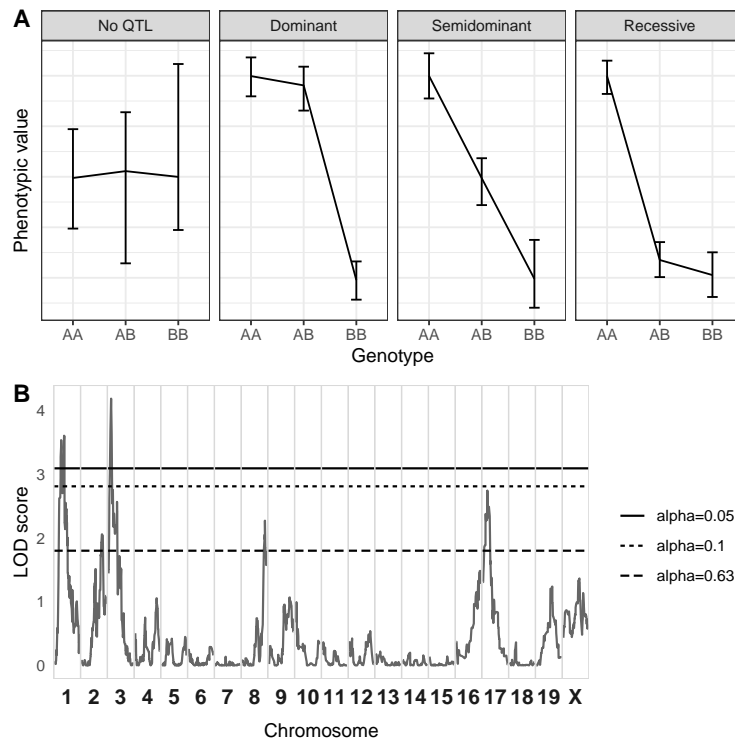 A
No QTL Dominant Semidominant Recessive
Phenotypic value
AA AB BB AA AB BB AA AB BB AA AB BB
Genotype
B
LOD score
4
3
2
1
0
alpha=0.05
alpha=0.1
alpha=0.63
1 2 3 4 5 6 7 8 9 10 11 12 13 14 15 16 17 18 19 X
Chromosome